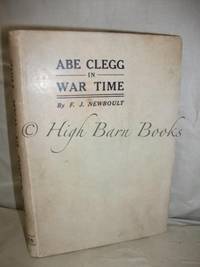 ABE CLEGG
IN
WAR TIME
By F. J. NEWBOULT
© High Barn Books